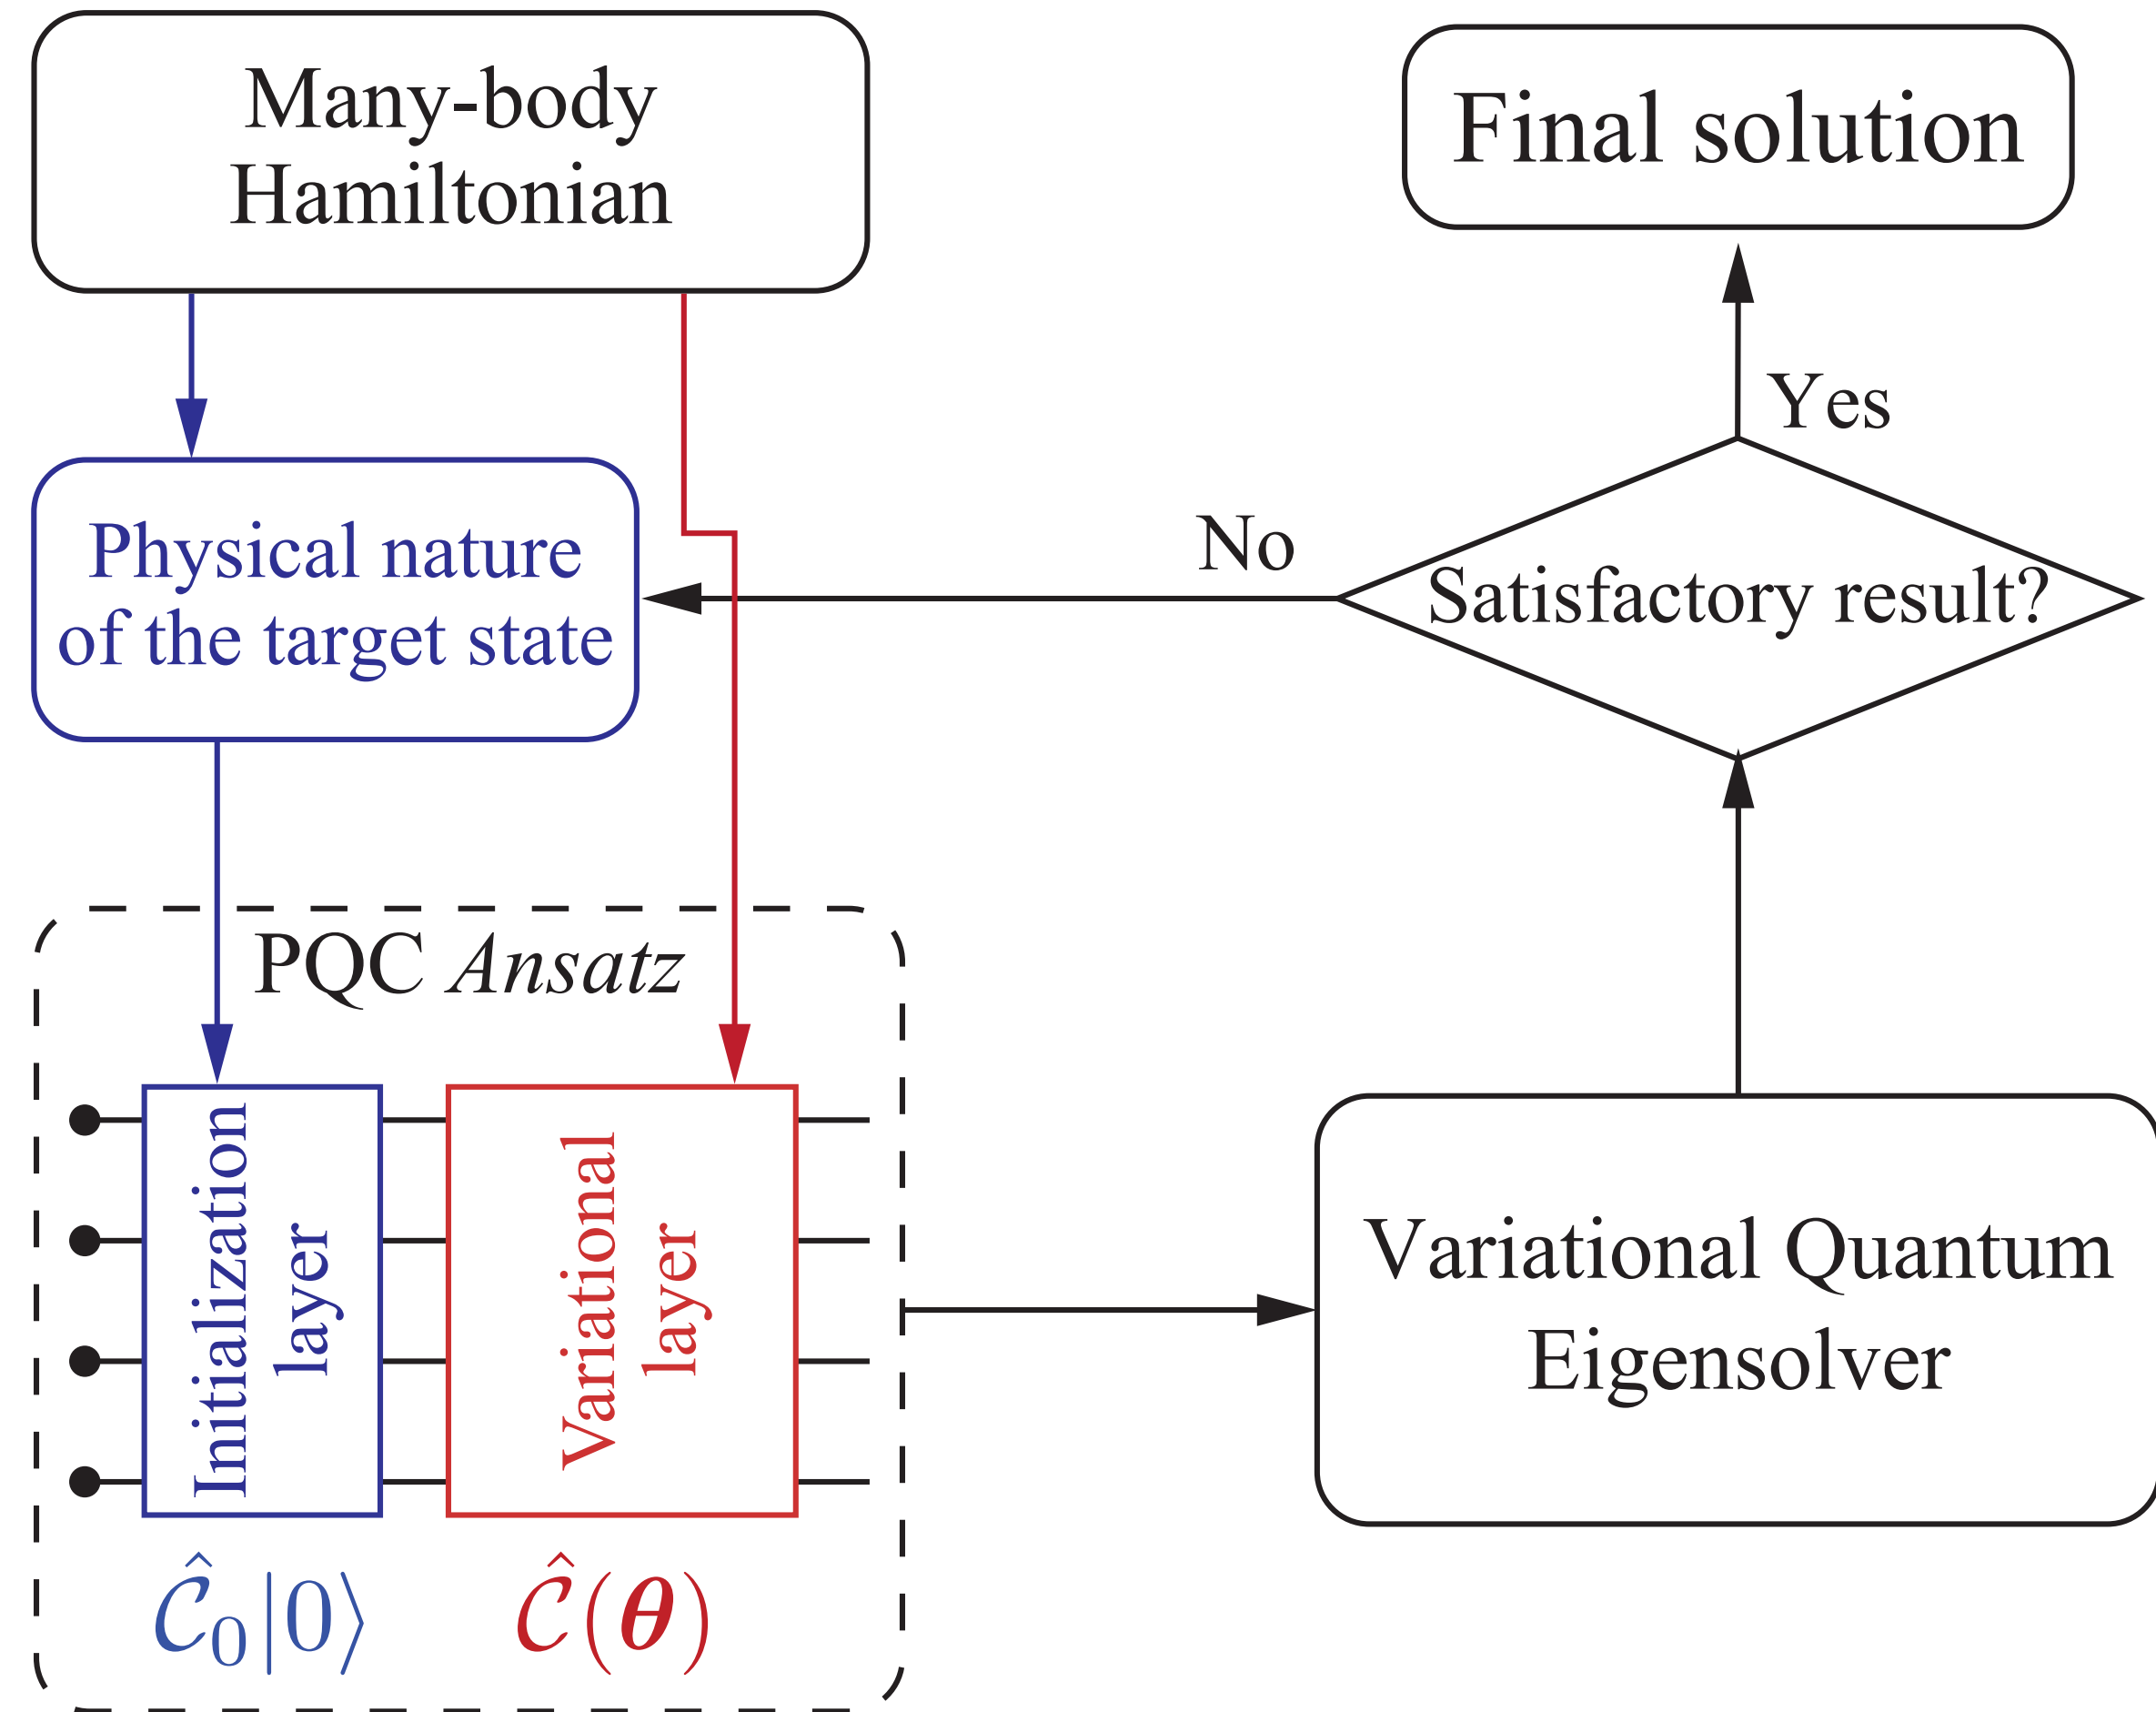 Many-body
Hamiltonian
Final solution
Yes
Physical nature
of the target state
No
Satisfactory result?
PQC Ansatz
Initialization
layer
Variational
layer
Variational Quantum
Eigensolver
𝒞̂₀|0⟩
𝒞̂(𝜽)